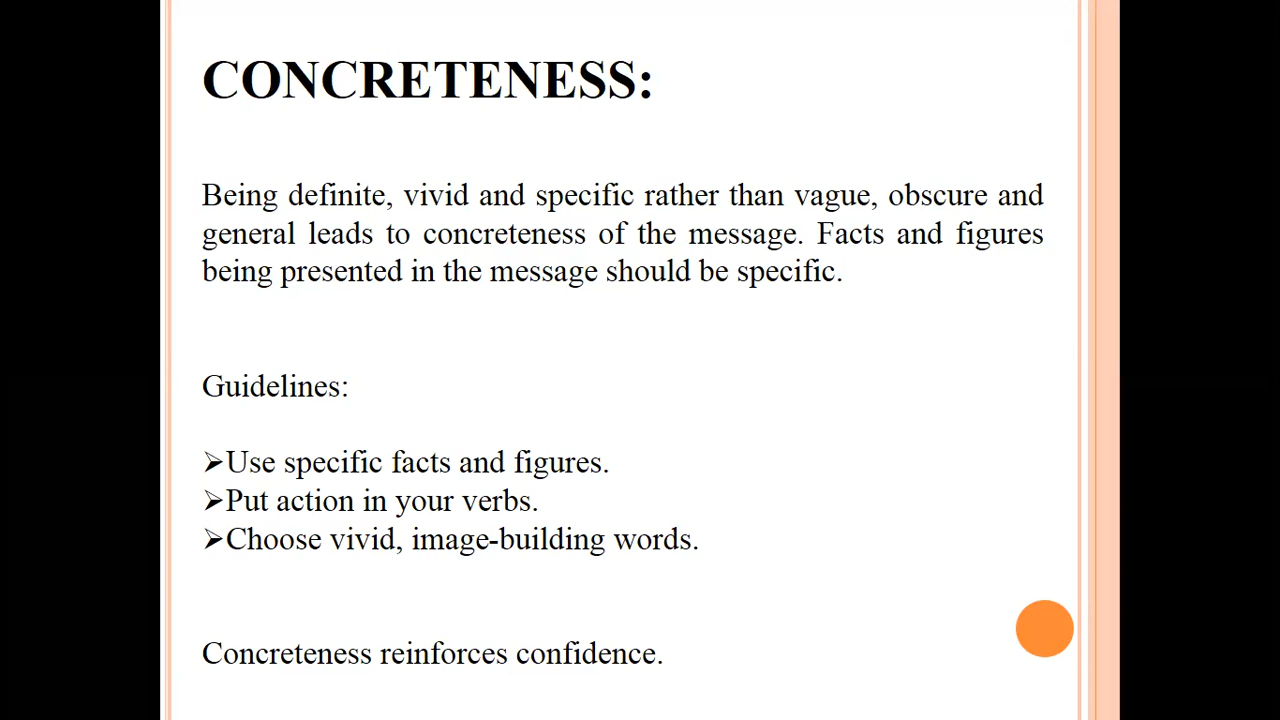 CONCRETENESS:
Being definite, vivid and specific rather than vague, obscure and
general leads to concreteness of the message. Facts and figures
being presented in the message should be specific.
Guidelines:
➢Use specific facts and figures.
➢Put action in your verbs.
➢Choose vivid, image-building words.
Concreteness reinforces confidence.